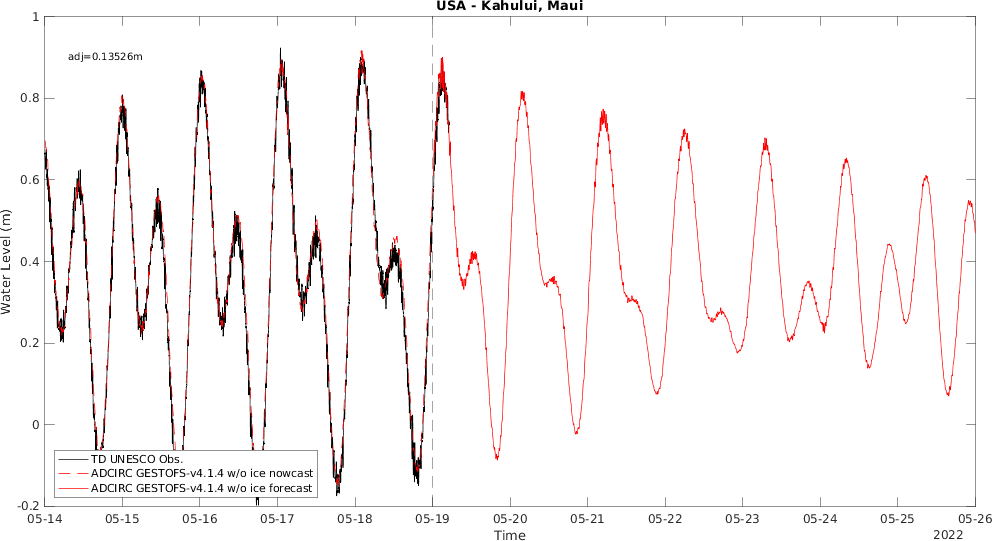 USA - Kahului, Maui
1
adj=0.13526m
0.8
0.6
0.4
0.2
0
-0.2
Water Level (m)
TD UNESCO Obs.
ADCIRC GESTOFS-v4.1.4 w/o ice nowcast
ADCIRC GESTOFS-v4.1.4 w/o ice forecast
05-14 05-15 05-16 05-17 05-18 05-19 05-20 05-21 05-22 05-23 05-24 05-25 05-26
Time
2022